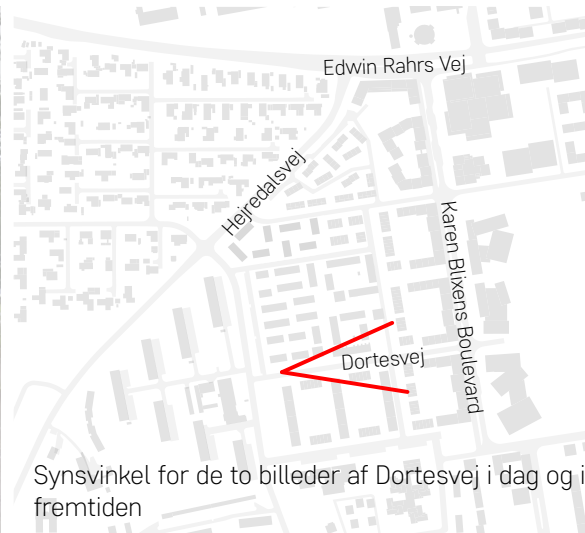 Edwin Rahrs Vej
Hejredalsvej
Karen Blixens Boulevard
Dortesvej
Synsvinkel for de to billeder af Dortesvej i dag og i
fremtiden